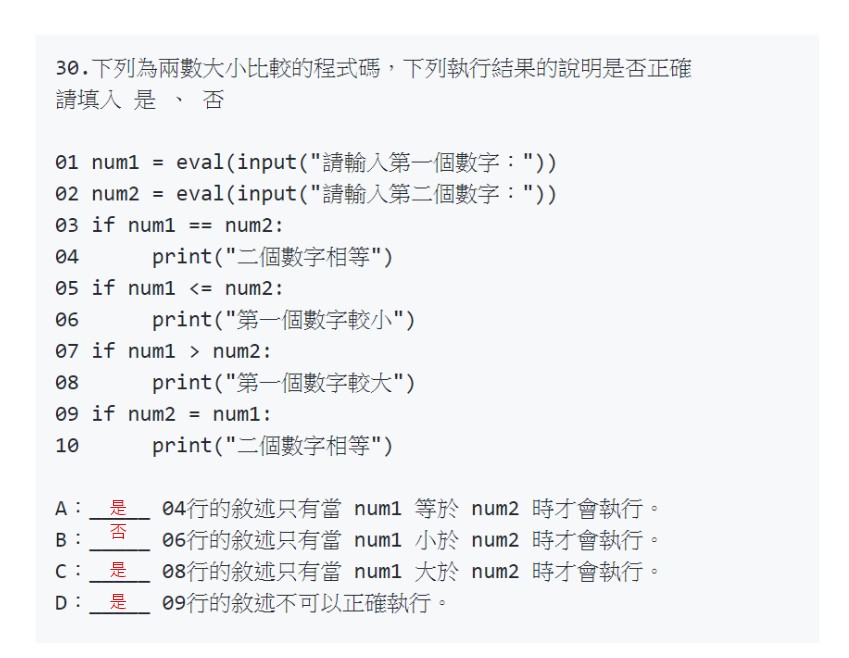 30.下列為兩數大小比較的程式碼，下列執行結果的說明是否正確
請填入 是 、 否
01 num1 = eval(input("請輸入第一個數字："))
02 num2 = eval(input("請輸入第二個數字："))
03 if num1 == num2:
04 print("二個數字相等")
05 if num1 <= num2:
06 print("第一個數字較小")
07 if num1 > num2:
08 print("第一個數字較大")
09 if num2 = num1:
10 print("二個數字相等")
A：__是__ 04行的敘述只有當 num1 等於 num2 時才會執行。
B：__否__ 06行的敘述只有當 num1 小於 num2 時才會執行。
C：__是__ 08行的敘述只有當 num1 大於 num2 時才會執行。
D：__是__ 09行的敘述不可以正確執行。